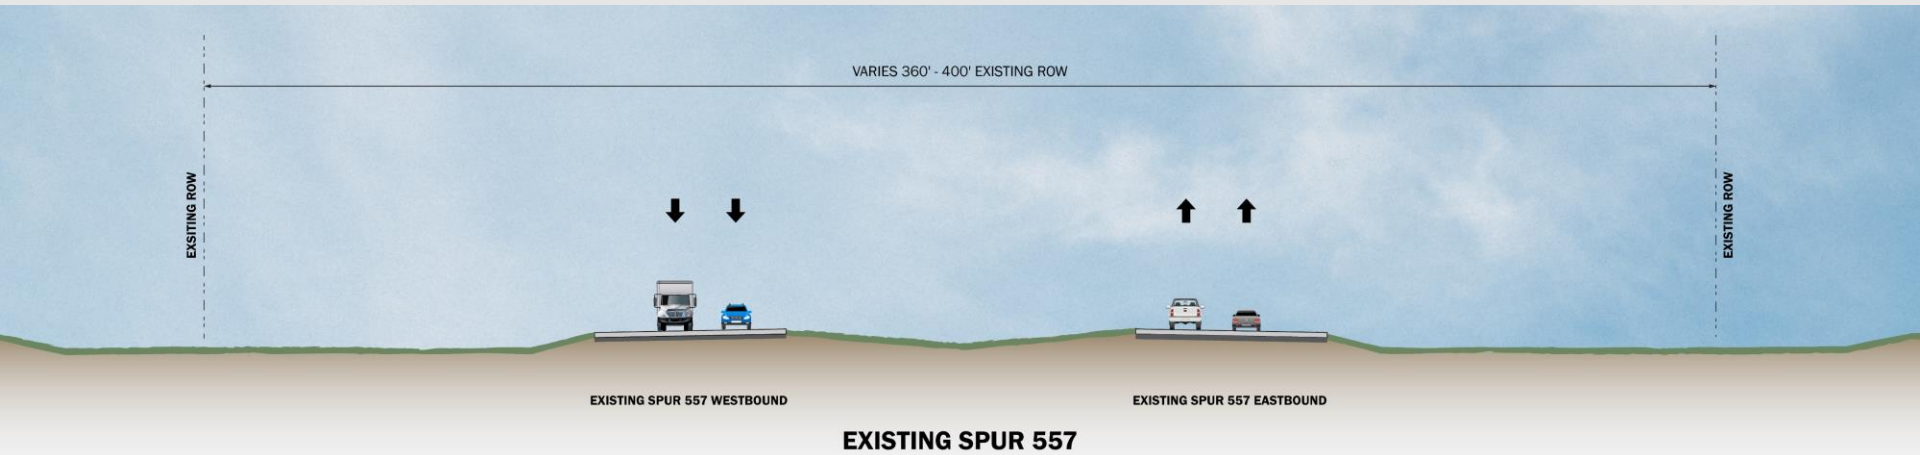 VARIES 360' - 400' EXISTING ROW
EXSITING ROW
EXISTING ROW
EXISTING SPUR 557 WESTBOUND
EXISTING SPUR 557 EASTBOUND
EXISTING SPUR 557